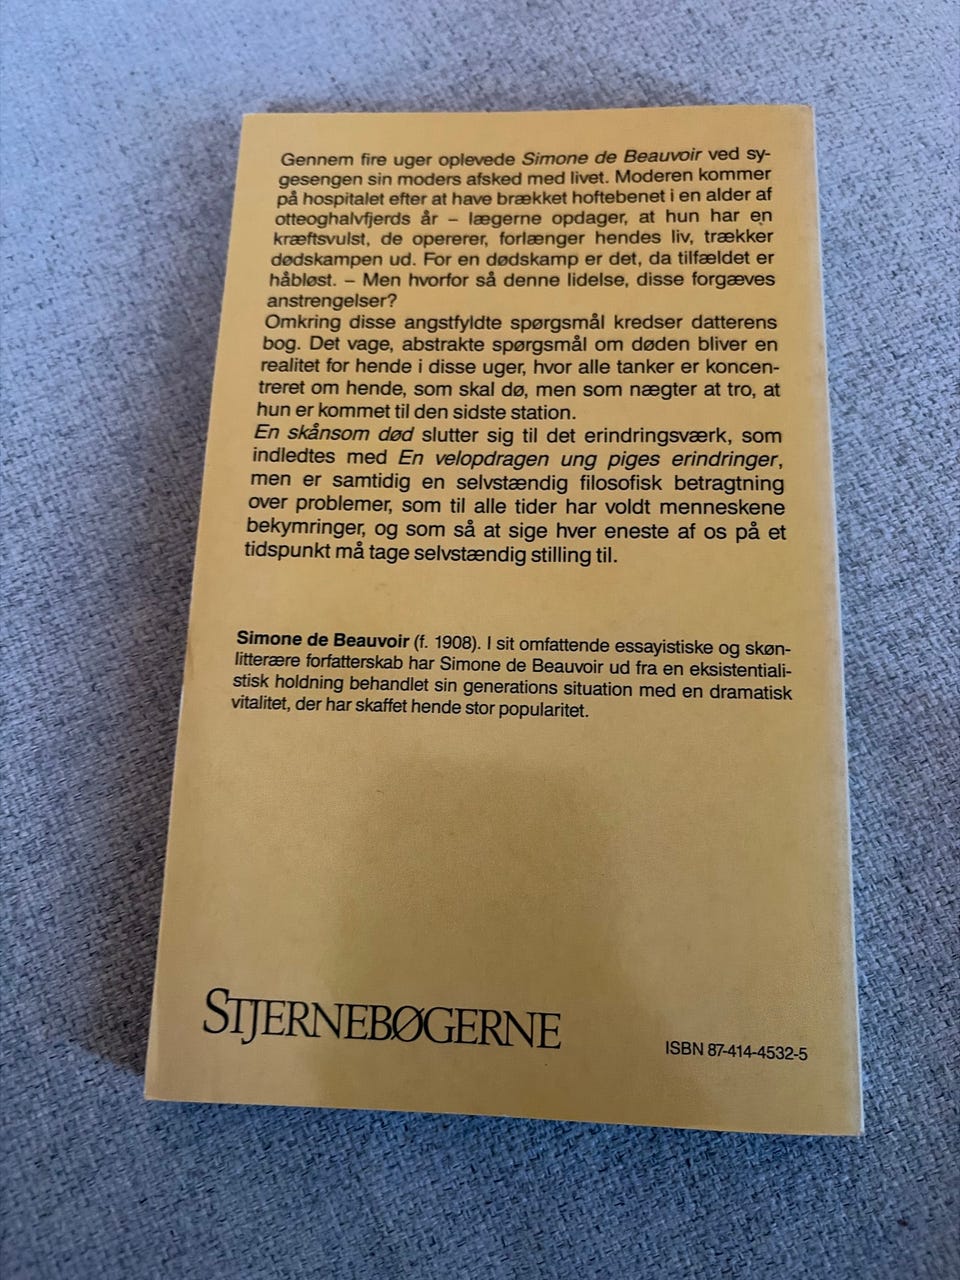 Gennem fire uger oplevede Simone de Beauvoir ved sy-
gesengen sin moders afsked med livet. Moderen kommer
på hospitalet efter at have brækket hoftebenet i en alder af
otteoghalvfjerds år – lægerne opdager, at hun har en
kræftsvulst, de opererer, forlænger hendes liv, trækker
dødskampen ud. For en dødskamp er det, da tilfældet er
håbløst. – Men hvorfor så denne lidelse, disse forgæves
anstrengelser?
Omkring disse angstfyldte spørgsmål kredser datterens
bog. Det vage, abstrakte spørgsmål om døden bliver en
realitet for hende i disse uger, hvor alle tanker er koncen-
treret om hende, som skal dø, men som nægter at tro, at
hun er kommet til den sidste station.
En skånsom død slutter sig til det erindringsværk, som
indledtes med En velopdragen ung piges erindringer,
men er samtidig en selvstændig filosofisk betragtning
over problemer, som til alle tider har voldt menneskene
bekymringer, og som så at sige hver eneste af os på et
tidspunkt må tage selvstændig stilling til.
Simone de Beauvoir (f. 1908). I sit omfattende essayistiske og skøn-
litterære forfatterskab har Simone de Beauvoir ud fra en eksistentiali-
stisk holdning behandlet sin generations situation med en dramatisk
vitalitet, der har skaffet hende stor popularitet.
STJERNEBØGERNE
ISBN 87-414-4532-5